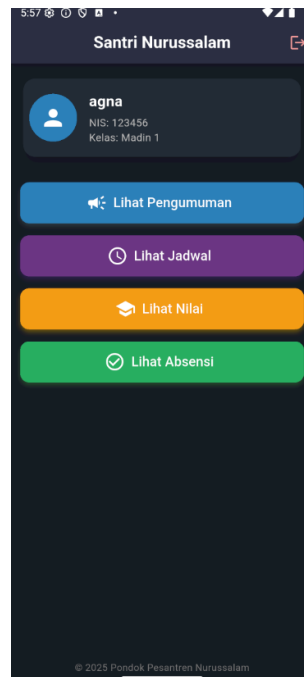 5:57
Santri Nurussalam
agna
NIS: 123456
Kelas: Madin 1
Lihat Pengumuman
Lihat Jadwal
Lihat Nilai
Lihat Absensi
© 2025 Pondok Pesantren Nurussalam